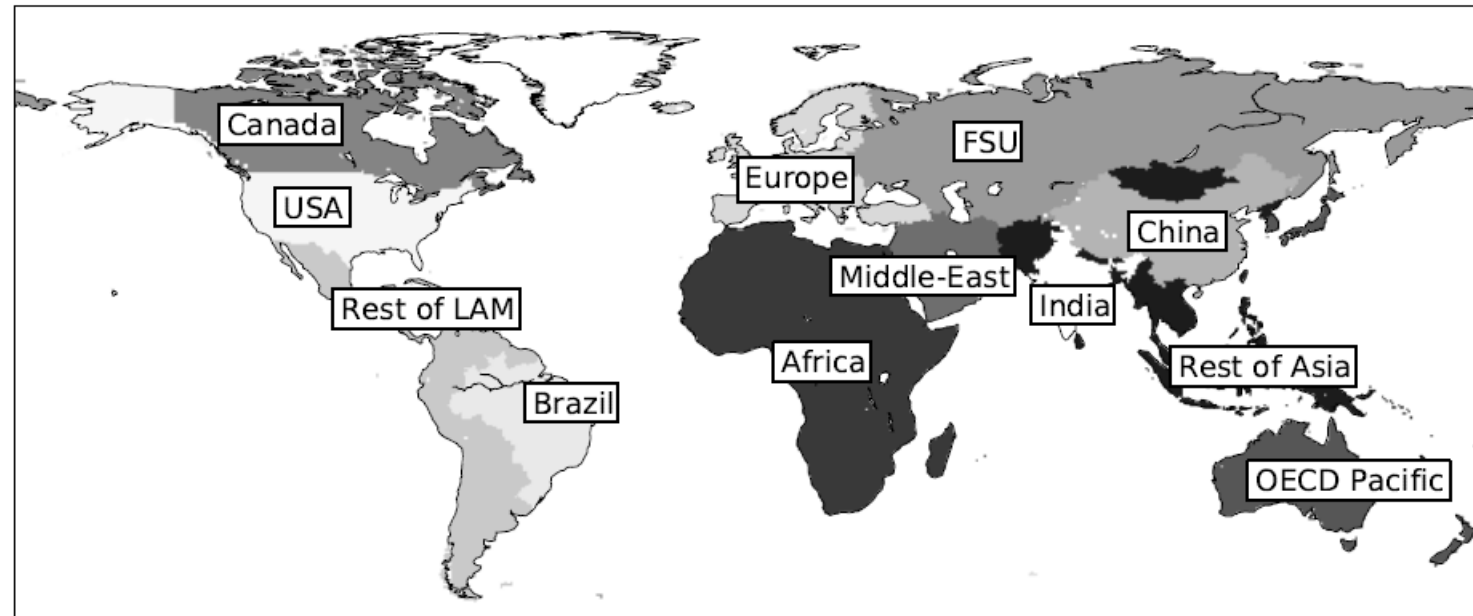 Canada
FSU
Europe
USA
China
Middle-East
India
Rest of LAM
Africa
Rest of Asia
Brazil
OECD Pacific